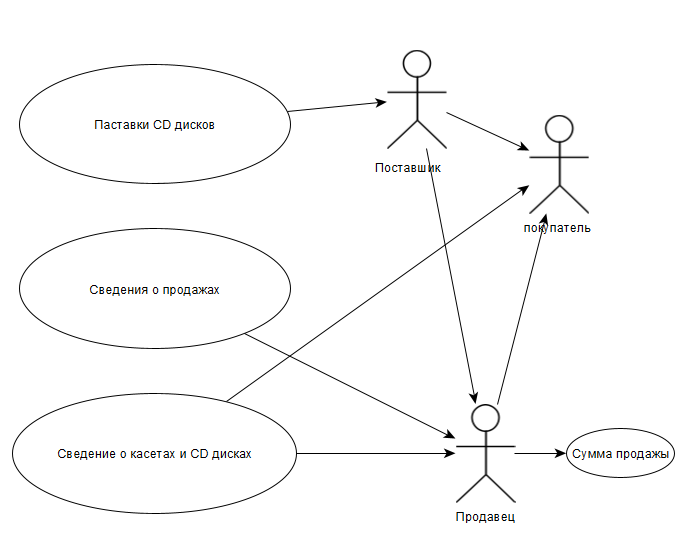 Паставки CD дисков
Поставшик
покупатель
Сведения о продажах
Сведение о касетах и CD дисках
Сумма продажы
Продавец